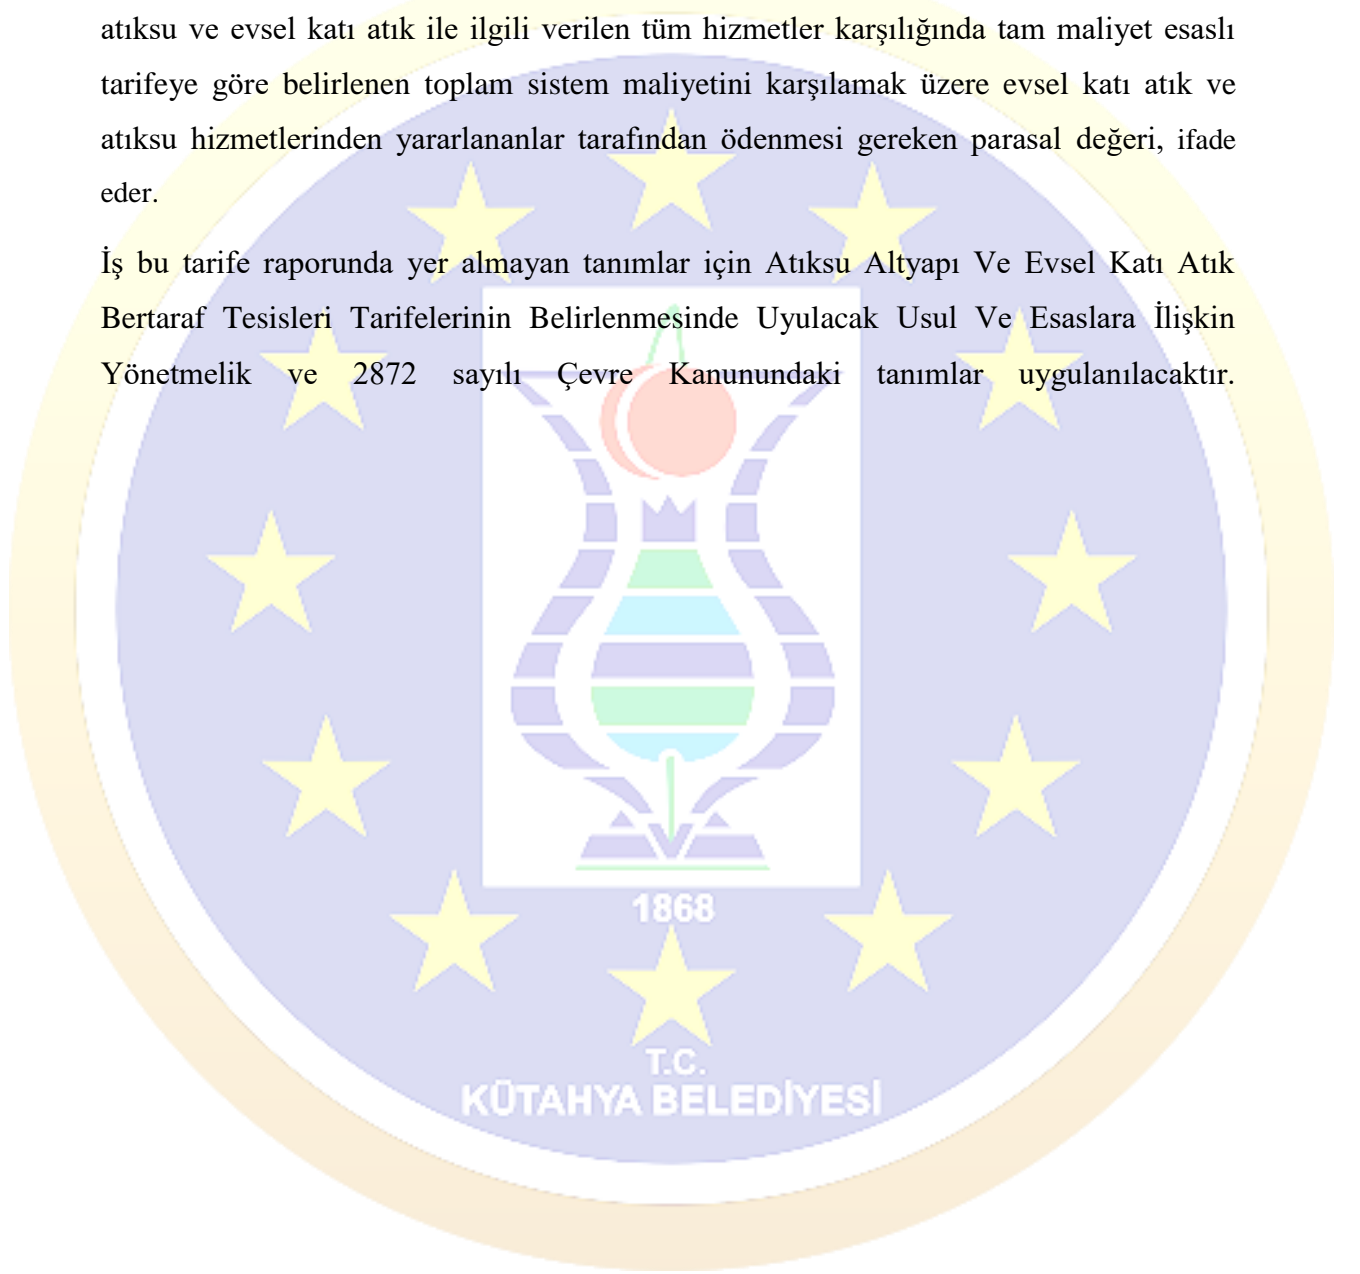 atıksu ve evsel katı atık ile ilgili verilen tüm hizmetler karşılığında tam maliyet esaslı
tarifeye göre belirlenen toplam sistem maliyetini karşılamak üzere evsel katı atık ve
atıksu hizmetlerinden yararlananlar tarafından ödenmesi gereken parasal değeri, ifade
eder.
İş bu tarife raporunda yer almayan tanımlar için Atıksu Altyapı Ve Evsel Katı Atık
Bertaraf Tesisleri Tarifelerinin Belirlenmesinde Uyulacak Usul Ve Esaslara İlişkin
Yönetmelik ve 2872 sayılı Çevre Kanunundaki tanımlar uygulanılacaktır.
1868
T.C.
KÜTAHYA BELEDİYESİ